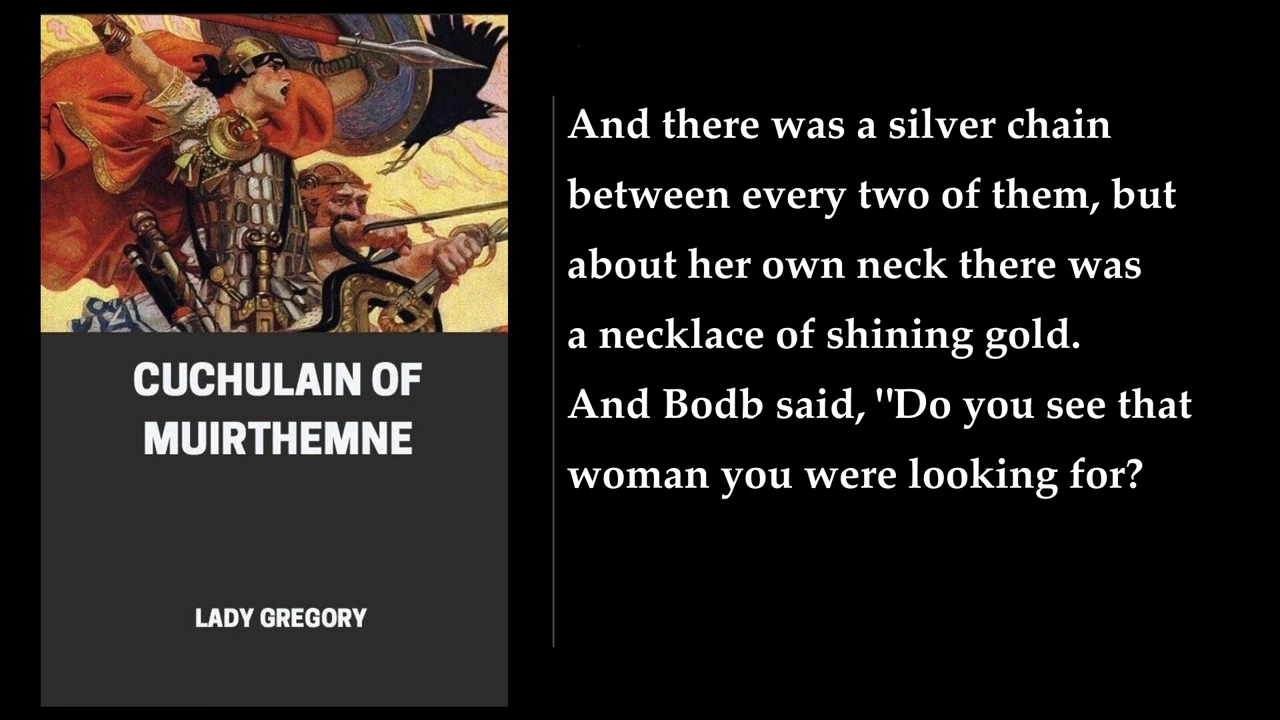 CUCHULAIN OF
MUIRTHEMNE
LADY GREGORY
And there was a silver chain
between every two of them, but
about her own neck there was
a necklace of shining gold.
And Bodb said, "Do you see that
woman you were looking for?